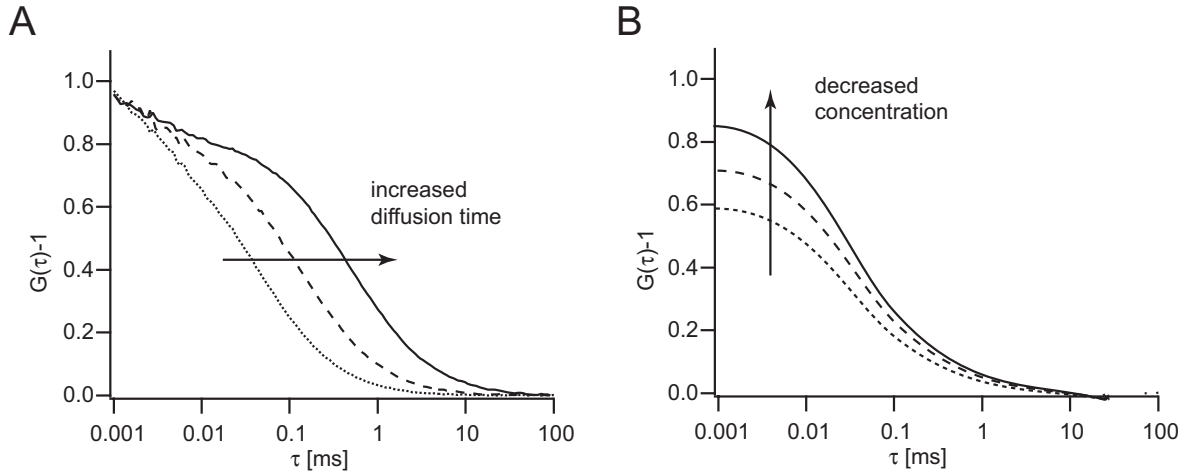 A
1.0
0.8
0.6
0.4
0.2
0.0
G(τ)-1
increased
diffusion time
0.001 0.01 0.1 1 10 100
τ [ms]
B
1.0
0.8
0.6
0.4
0.2
0.0
G(τ)-1
decreased
concentration
0.001 0.01 0.1 1 10 100
τ [ms]